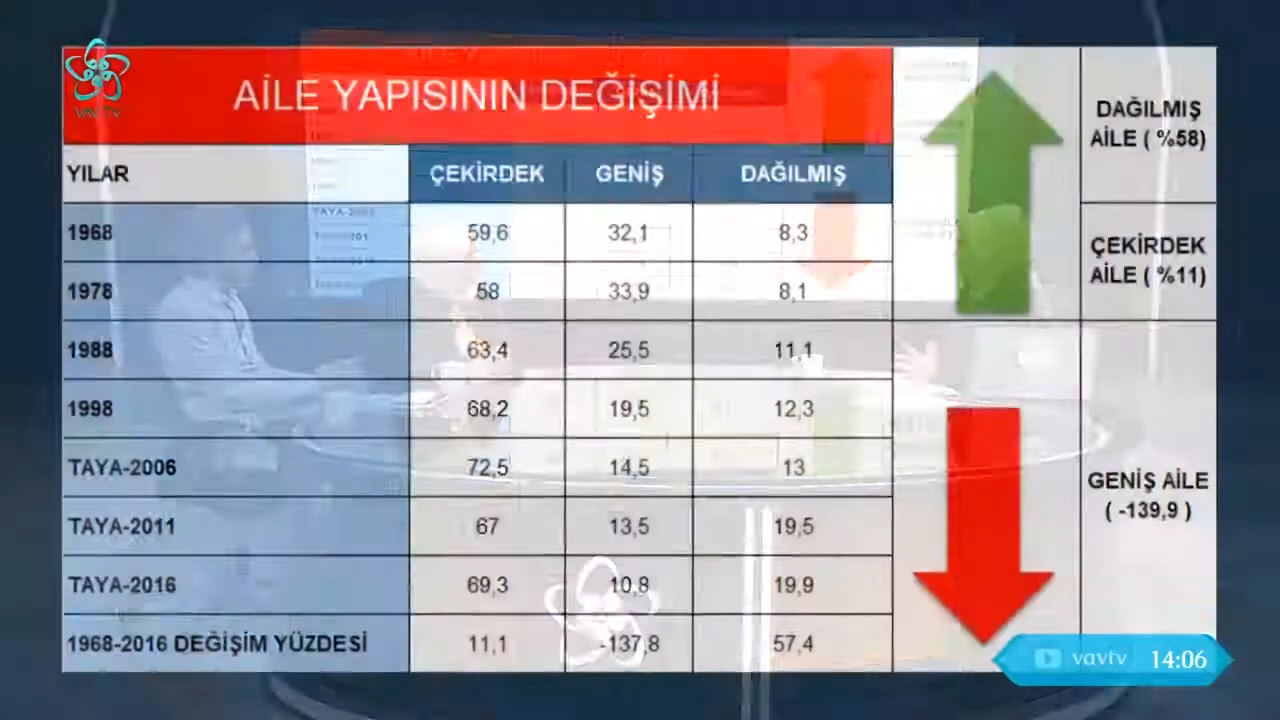 VAVTV
AİLE YAPISININ DEĞİŞİMİ
YILAR ÇEKİRDEK GENİŞ DAĞILMIŞ
1968 59,6 32,1 8,3
1978 58 33,9 8,1
1988 63,4 25,5 11,1
1998 68,2 19,5 12,3
TAYA-2006 72,5 14,5 13
TAYA-2011 67 13,5 19,5
TAYA-2016 69,3 10,8 19,9
1968-2016 DEĞİŞİM YÜZDESİ 11,1 -137,8 57,4
DAĞILMIŞ
AİLE ( %58)
ÇEKİRDEK
AİLE ( %11)
GENİŞ AİLE
( -139,9 )
vavtv 14:06